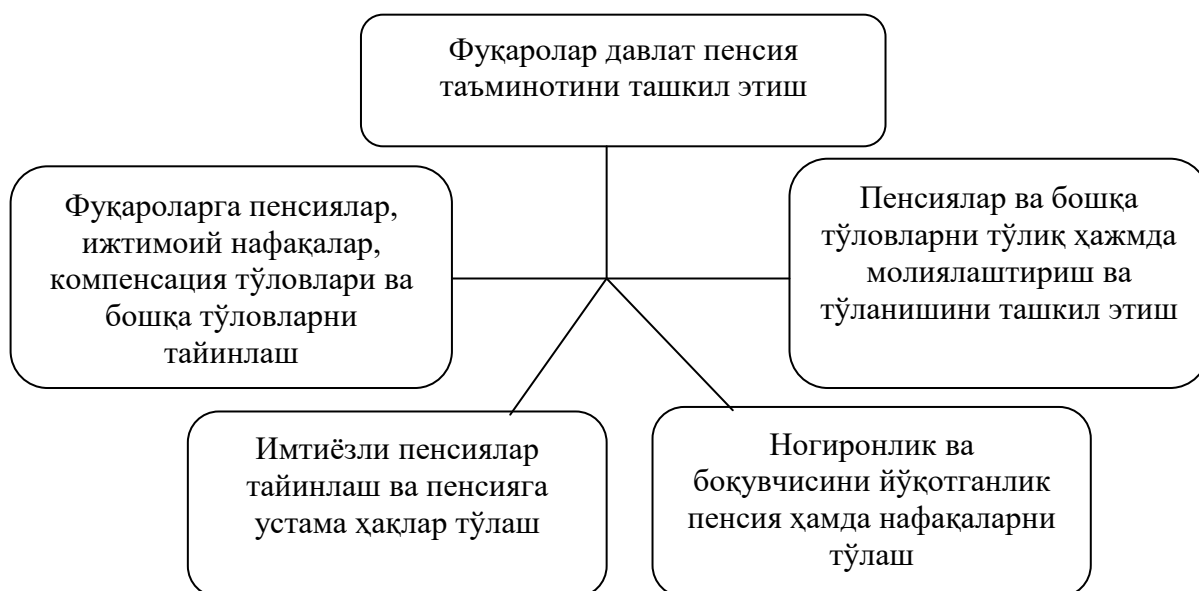 Фуқаролар давлат пенсия
таъминотини ташкил этиш
Фуқароларга пенсиялар,
ижтимоий нафақалар,
компенсация тўловлари ва
бошқа тўловларни
тайинлаш
Пенсиялар ва бошқа
тўловларни тўлиқ ҳажмда
молиялаштириш ва
тўланишини ташкил этиш
Имтиёзли пенсиялар
тайинлаш ва пенсияга
устама ҳақлар тўлаш
Ногиронлик ва
боқувчисини йўқотганлик
пенсия ҳамда нафақаларни
тўлаш